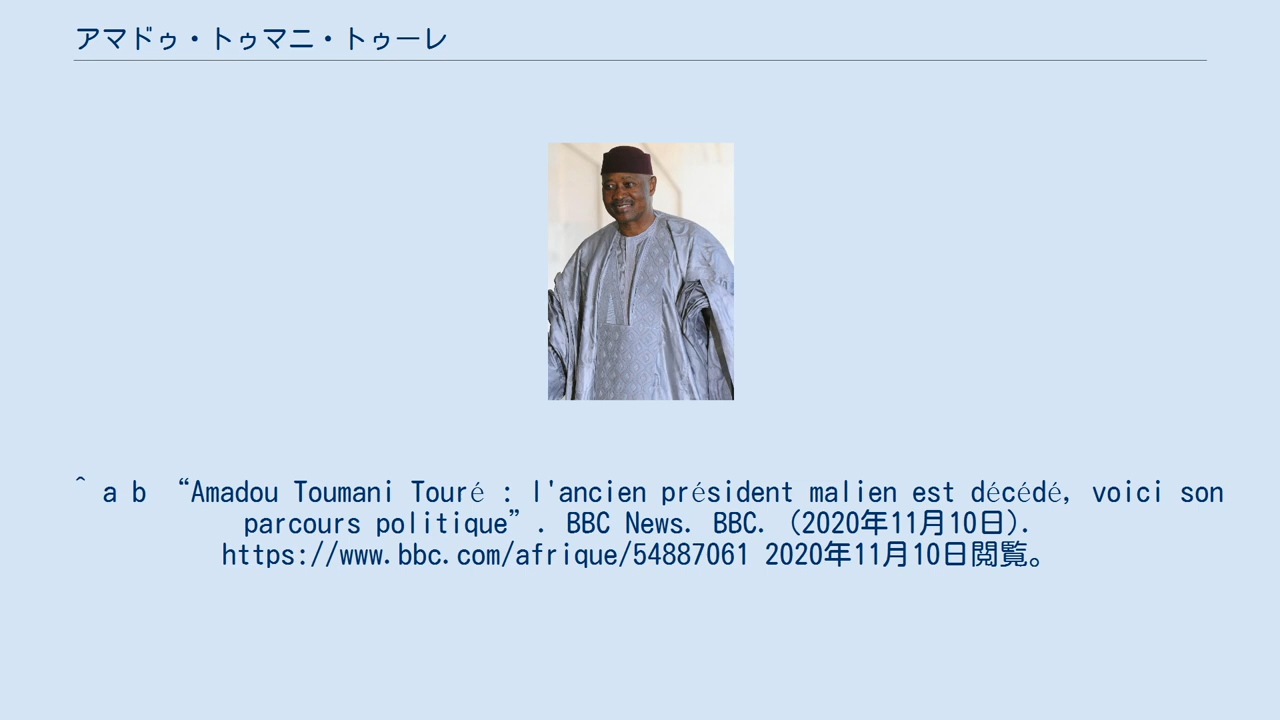 アマドゥ・トゥマニ・トゥーレ
^ a b “Amadou Toumani Touré : l'ancien président malien est décédé, voici son
parcours politique”. BBC News. BBC. (2020年11月10日).
https://www.bbc.com/afrique/54887061 2020年11月10日閲覧。